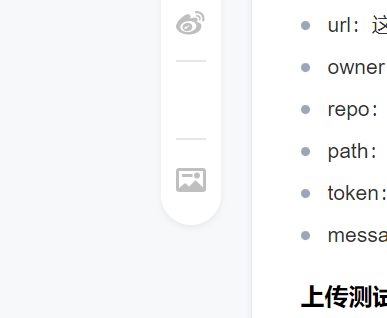 url：这
owner
repo：
path：
token：
messa
上传测试